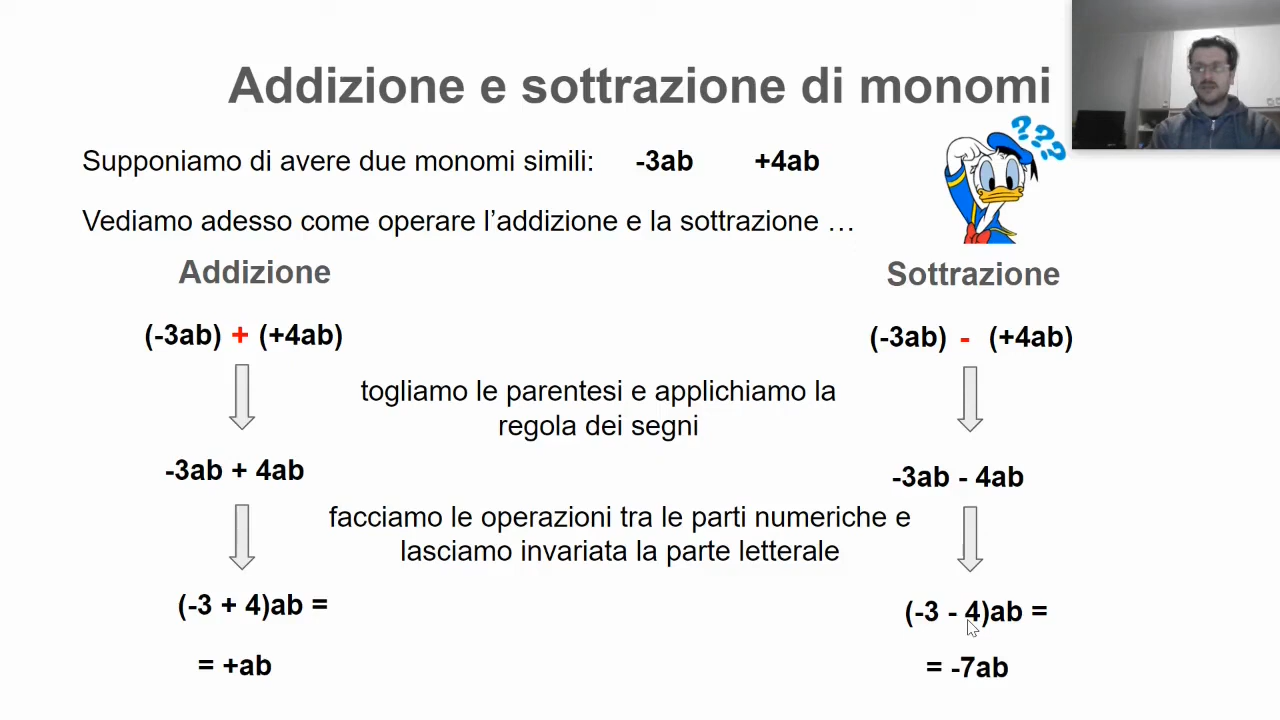 Addizione e sottrazione di monomi
???
Supponiamo di avere due monomi simili: -3ab +4ab
Vediamo adesso come operare l’addizione e la sottrazione …
Addizione
Sottrazione
(-3ab) + (+4ab)
(-3ab) - (+4ab)
togliamo le parentesi e applichiamo la
regola dei segni
-3ab + 4ab
-3ab - 4ab
facciamo le operazioni tra le parti numeriche e
lasciamo invariata la parte letterale
(-3 + 4)ab =
(-3 - 4)ab =
= +ab
= -7ab